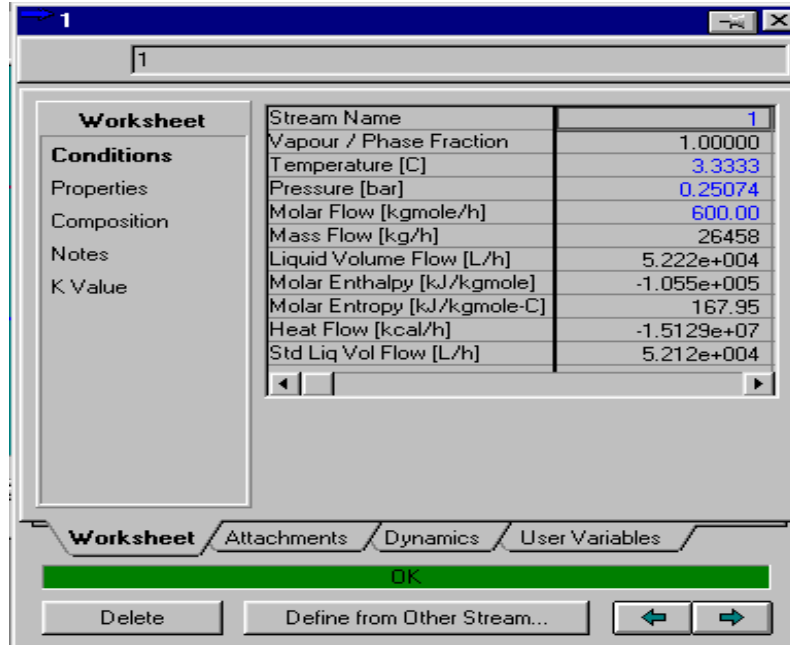 1
1
Worksheet
Conditions
Properties
Composition
Notes
K Value
Stream Name 1
Vapour / Phase Fraction 1.00000
Temperature [C] 3.3333
Pressure [bar] 0.25074
Molar Flow [kgmole/h] 600.00
Mass Flow [kg/h] 26458
Liquid Volume Flow [L/h] 5.222e+004
Molar Enthalpy [kJ/kgmole] -1.055e+005
Molar Entropy [kJ/kgmole-C] 167.95
Heat Flow [kcal/h] -1.5129e+07
Std Liq Vol Flow [L/h] 5.212e+004
Worksheet Attachments Dynamics User Variables
OK
Delete Define from Other Stream...